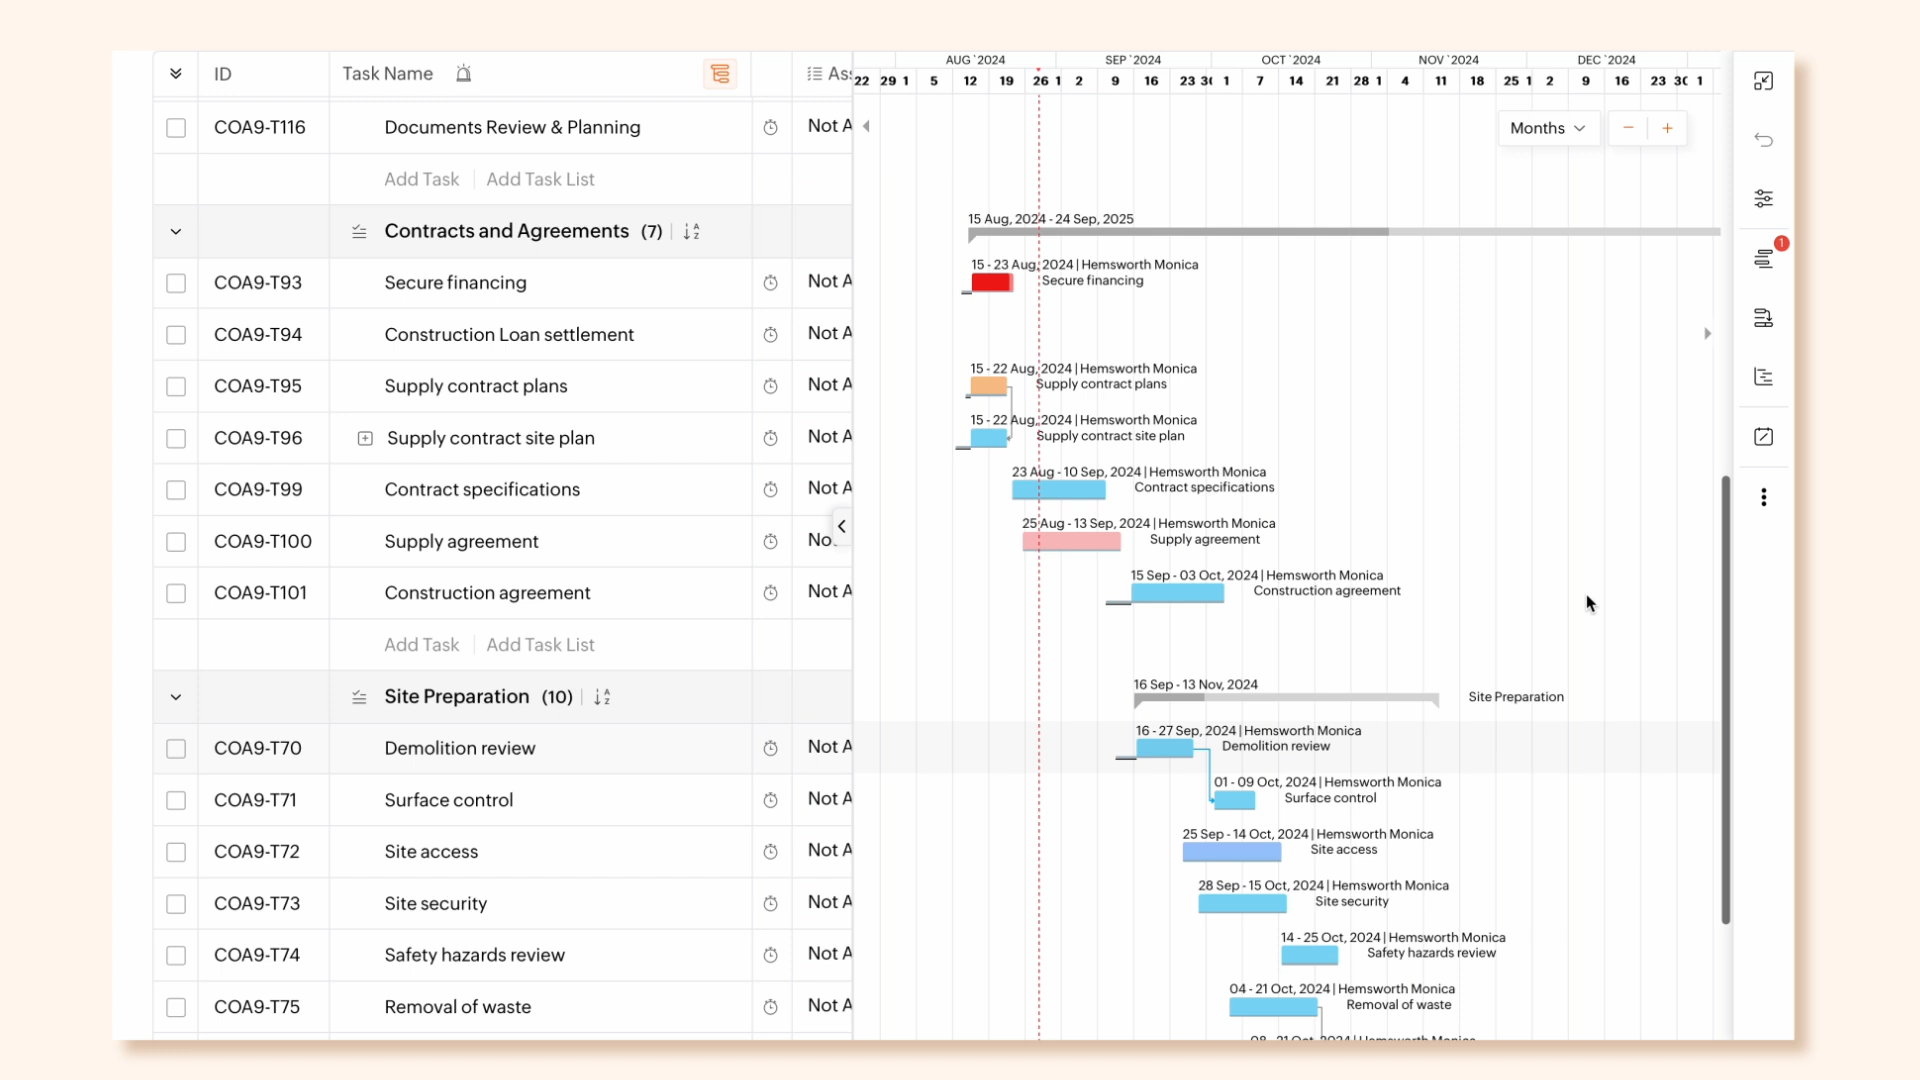 ID Task Name Ass
AUG `2024 SEP `2024 OCT `2024 NOV `2024 DEC `2024
22 29 1 5 12 19 26 1 2 9 16 23 30 1 7 14 21 28 1 4 11 18 25 1 2 9 16 23 30 1
COA9-T116 Documents Review & Planning Not A
Months − +
Add Task Add Task List
Contracts and Agreements (7) A Z
15 Aug, 2024 - 24 Sep, 2025
1
COA9-T93 Secure financing Not A
15 - 23 Aug, 2024 | Hemsworth Monica
Secure financing
COA9-T94 Construction Loan settlement Not A
COA9-T95 Supply contract plans Not A
15 - 22 Aug, 2024 | Hemsworth Monica
Supply contract plans
COA9-T96 Supply contract site plan Not A
15 - 22 Aug, 2024 | Hemsworth Monica
Supply contract site plan
COA9-T99 Contract specifications Not A
23 Aug - 10 Sep, 2024 | Hemsworth Monica
Contract specifications
COA9-T100 Supply agreement No
25 Aug - 13 Sep, 2024 | Hemsworth Monica
Supply agreement
COA9-T101 Construction agreement Not A
15 Sep - 03 Oct, 2024 | Hemsworth Monica
Construction agreement
Add Task Add Task List
Site Preparation (10) A Z
16 Sep - 13 Nov, 2024
Site Preparation
COA9-T70 Demolition review Not A
16 - 27 Sep, 2024 | Hemsworth Monica
Demolition review
COA9-T71 Surface control Not A
01 - 09 Oct, 2024 | Hemsworth Monica
Surface control
COA9-T72 Site access Not A
25 Sep - 14 Oct, 2024 | Hemsworth Monica
Site access
COA9-T73 Site security Not A
28 Sep - 15 Oct, 2024 | Hemsworth Monica
Site security
COA9-T74 Safety hazards review Not A
14 - 25 Oct, 2024 | Hemsworth Monica
Safety hazards review
COA9-T75 Removal of waste Not A
04 - 21 Oct, 2024 | Hemsworth Monica
Removal of waste